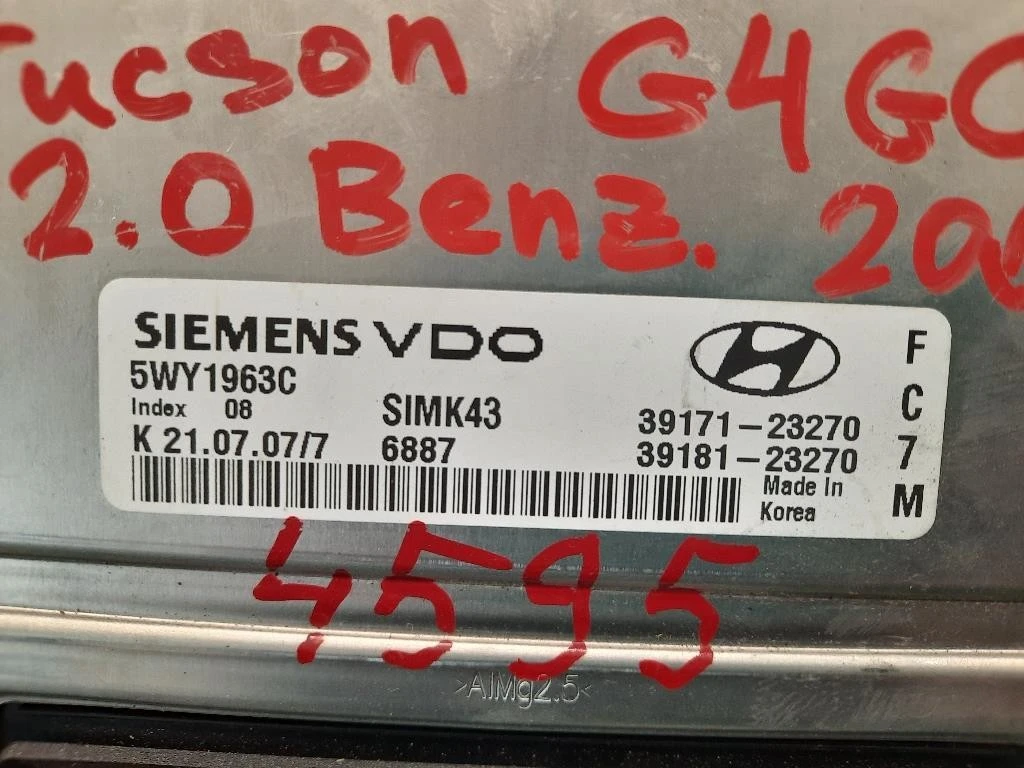 Tucson G4GC
2.0 Benz.
SIEMENS VDO
5WY1963C
Index 08 SIMK43
K 21.07.07/7 6887
39171-23270
39181-23270
Made In
Korea
F
C
7
M
4595
>AlMg2.5<